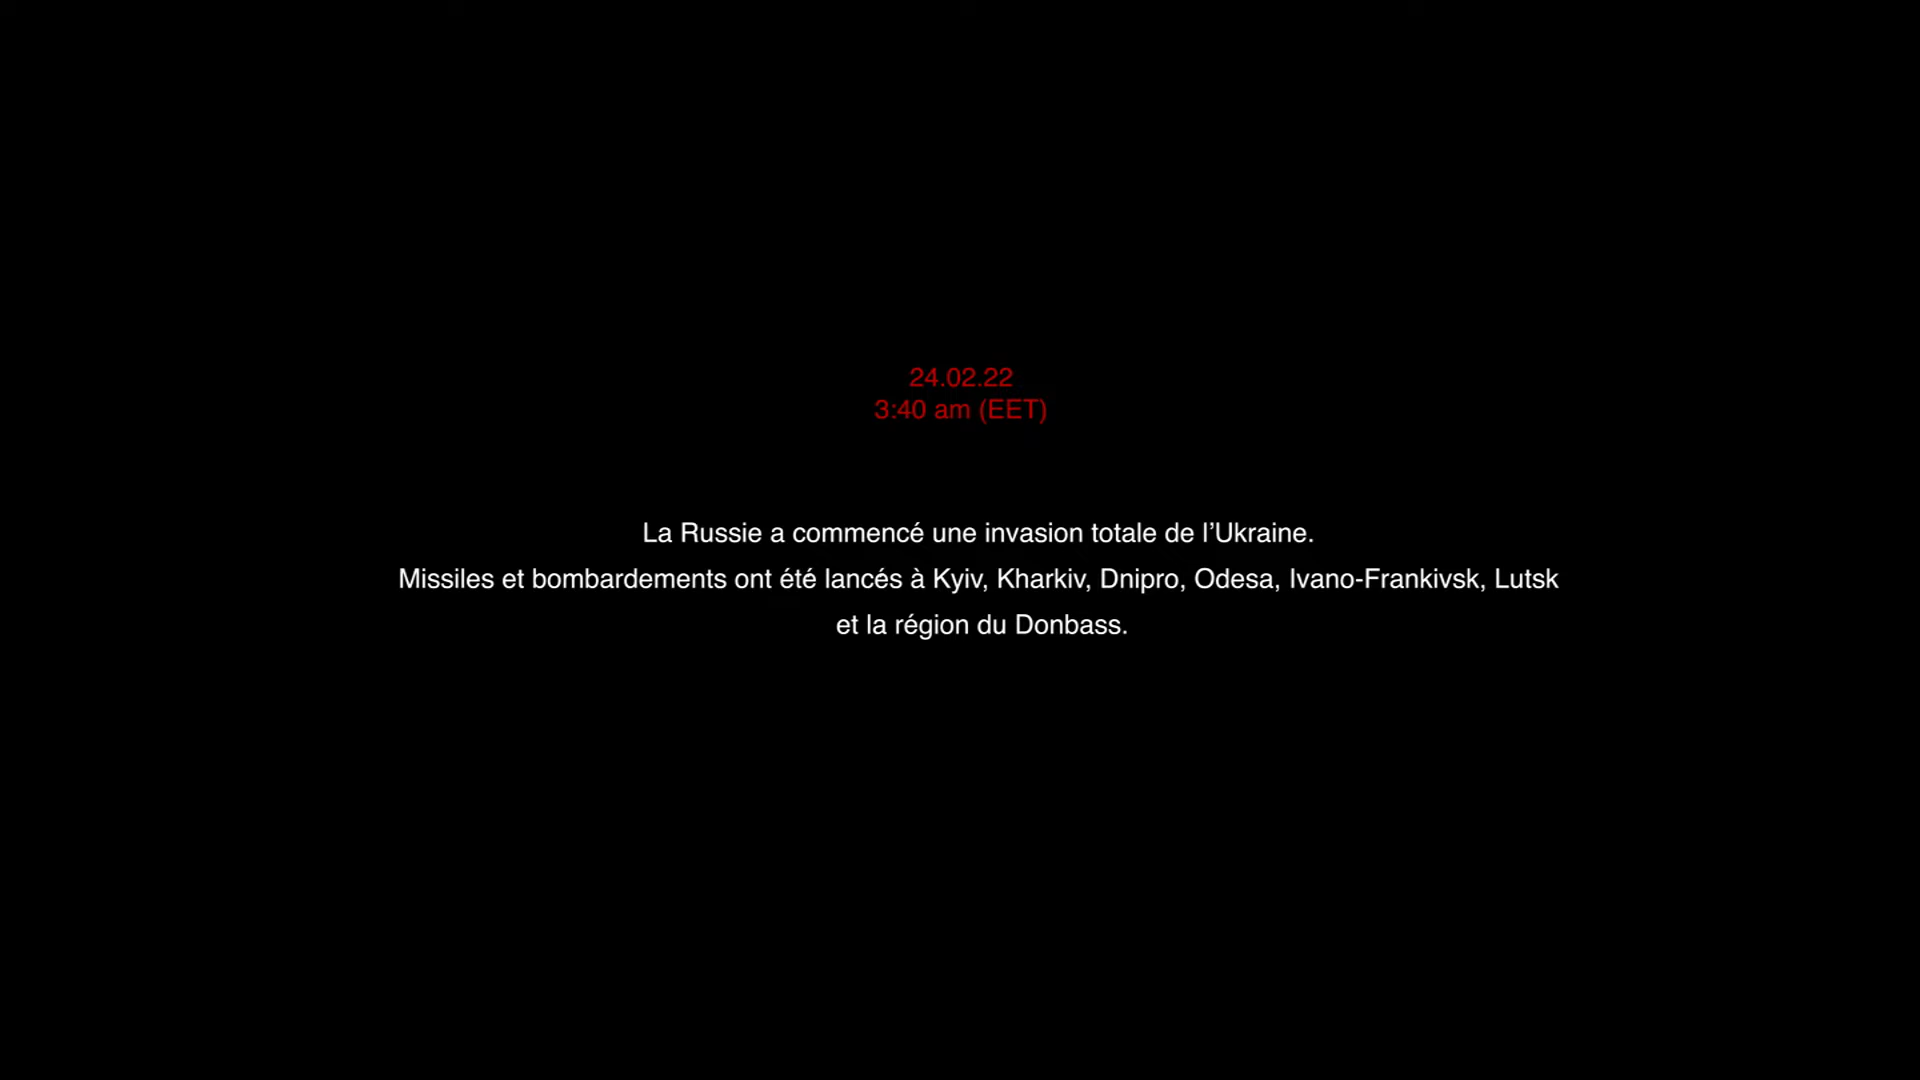 24.02.22
3:40 am (EET)
La Russie a commencé une invasion totale de l’Ukraine.
Missiles et bombardements ont été lancés à Kyiv, Kharkiv, Dnipro, Odesa, Ivano-Frankivsk, Lutsk
et la région du Donbass.